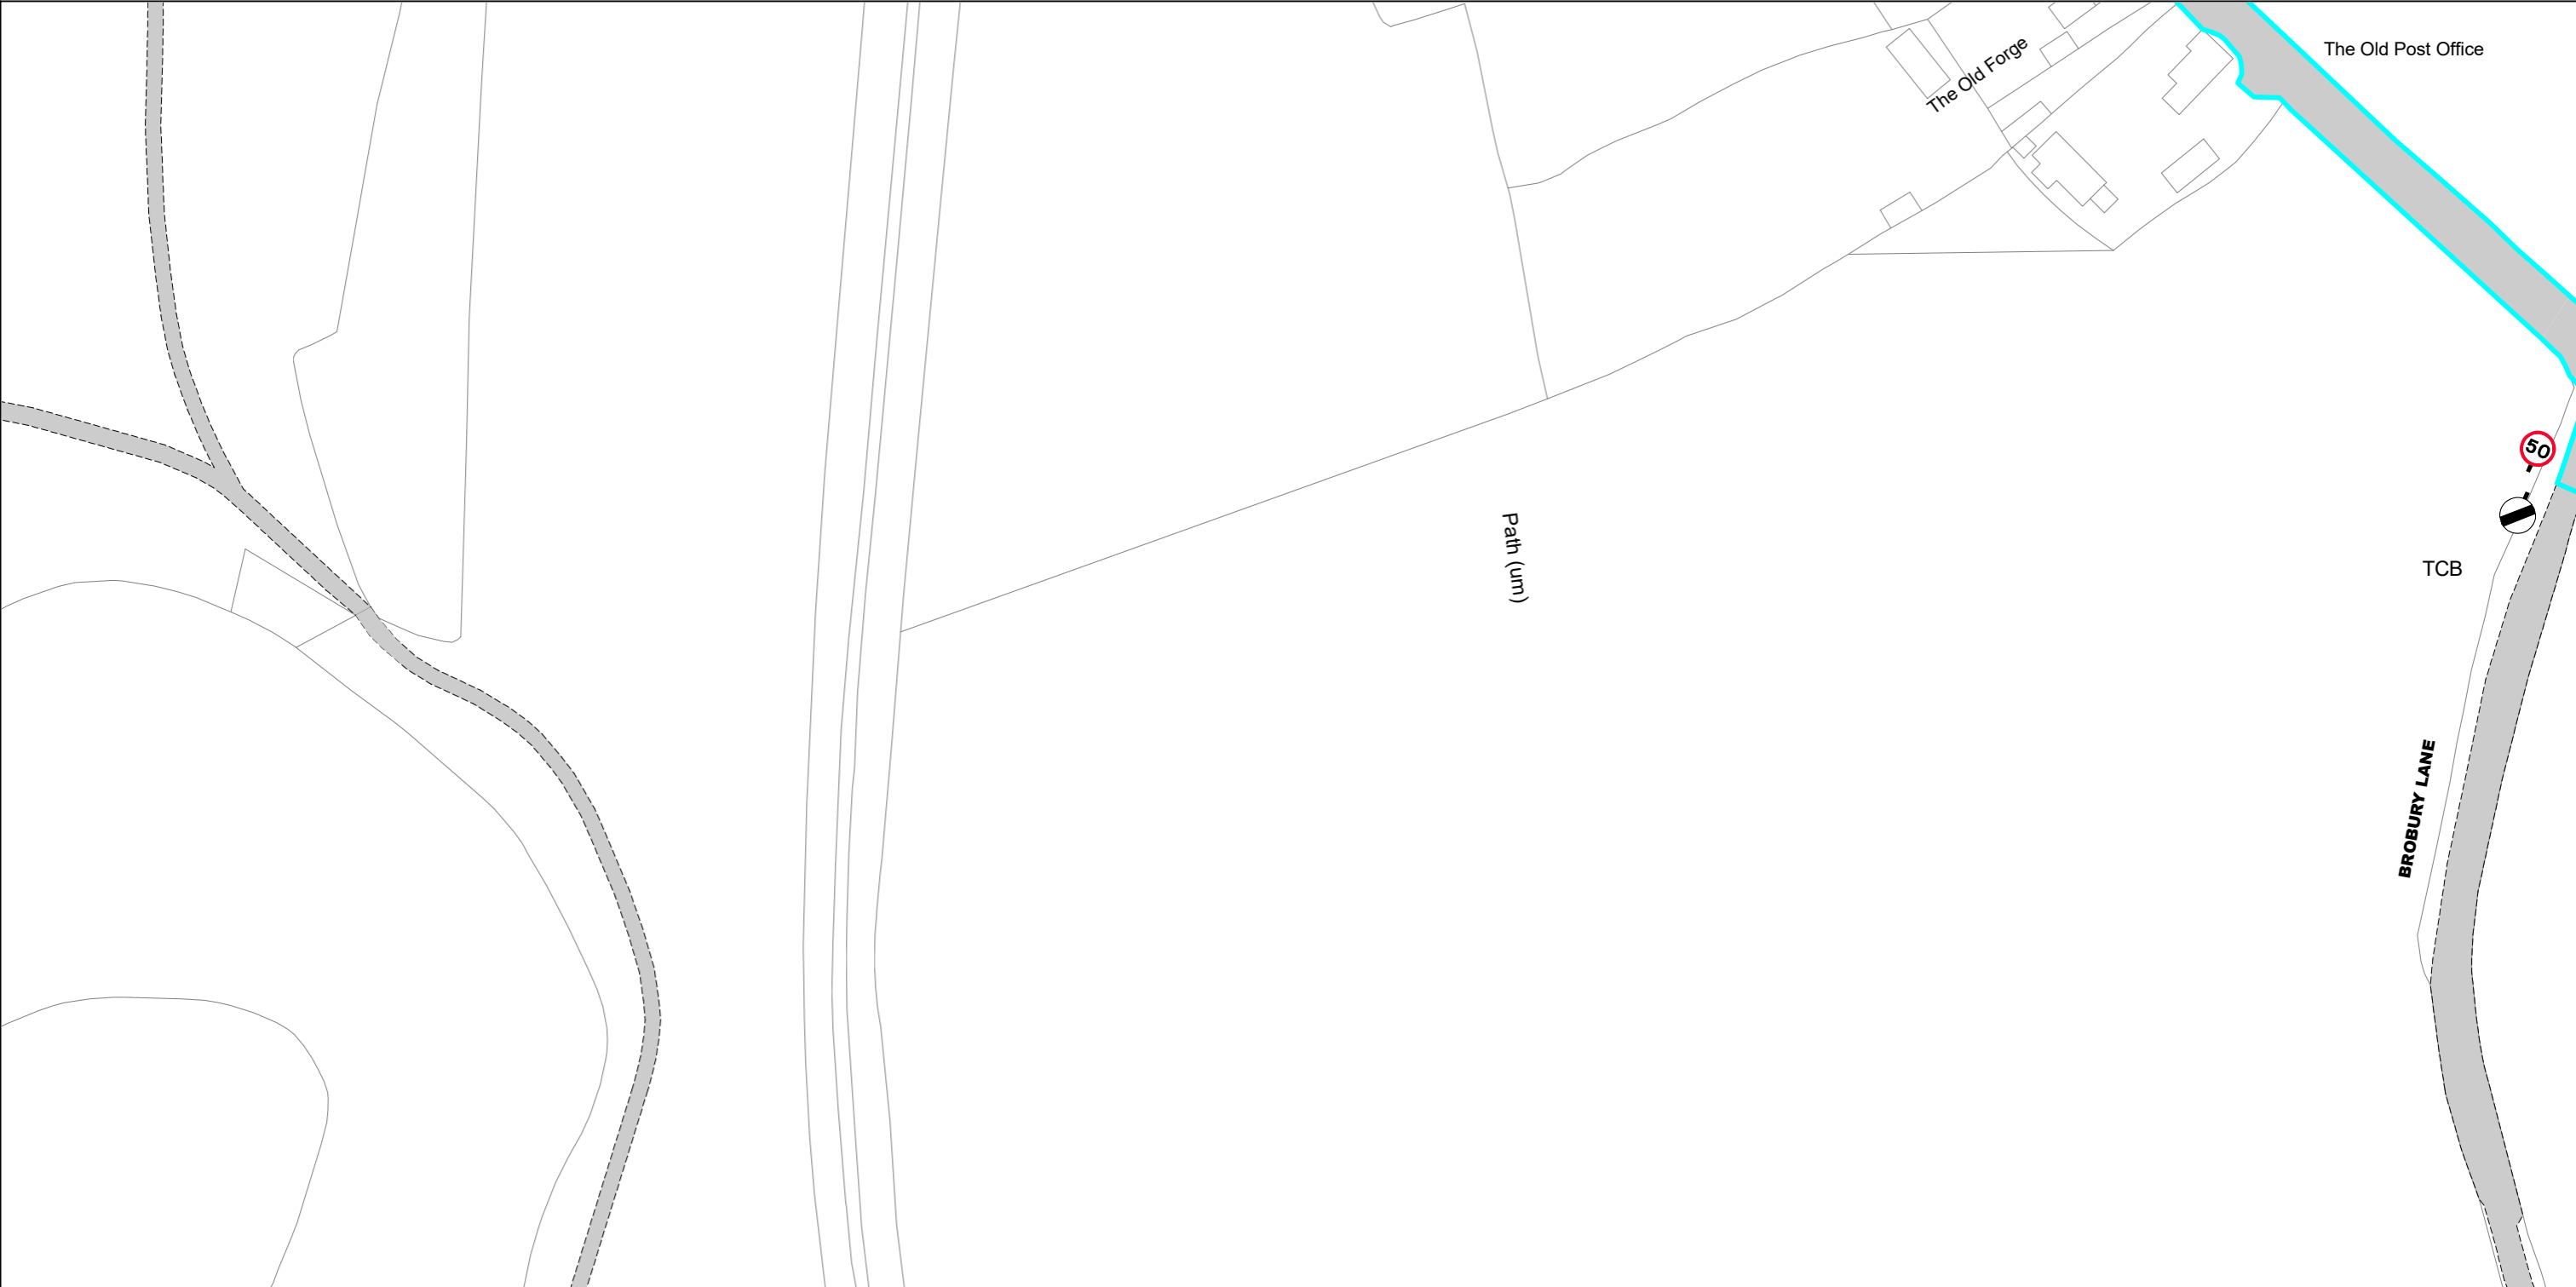 The Old Post Office
The Old Forge
50
Path (um)
TCB
BROBURY LANE